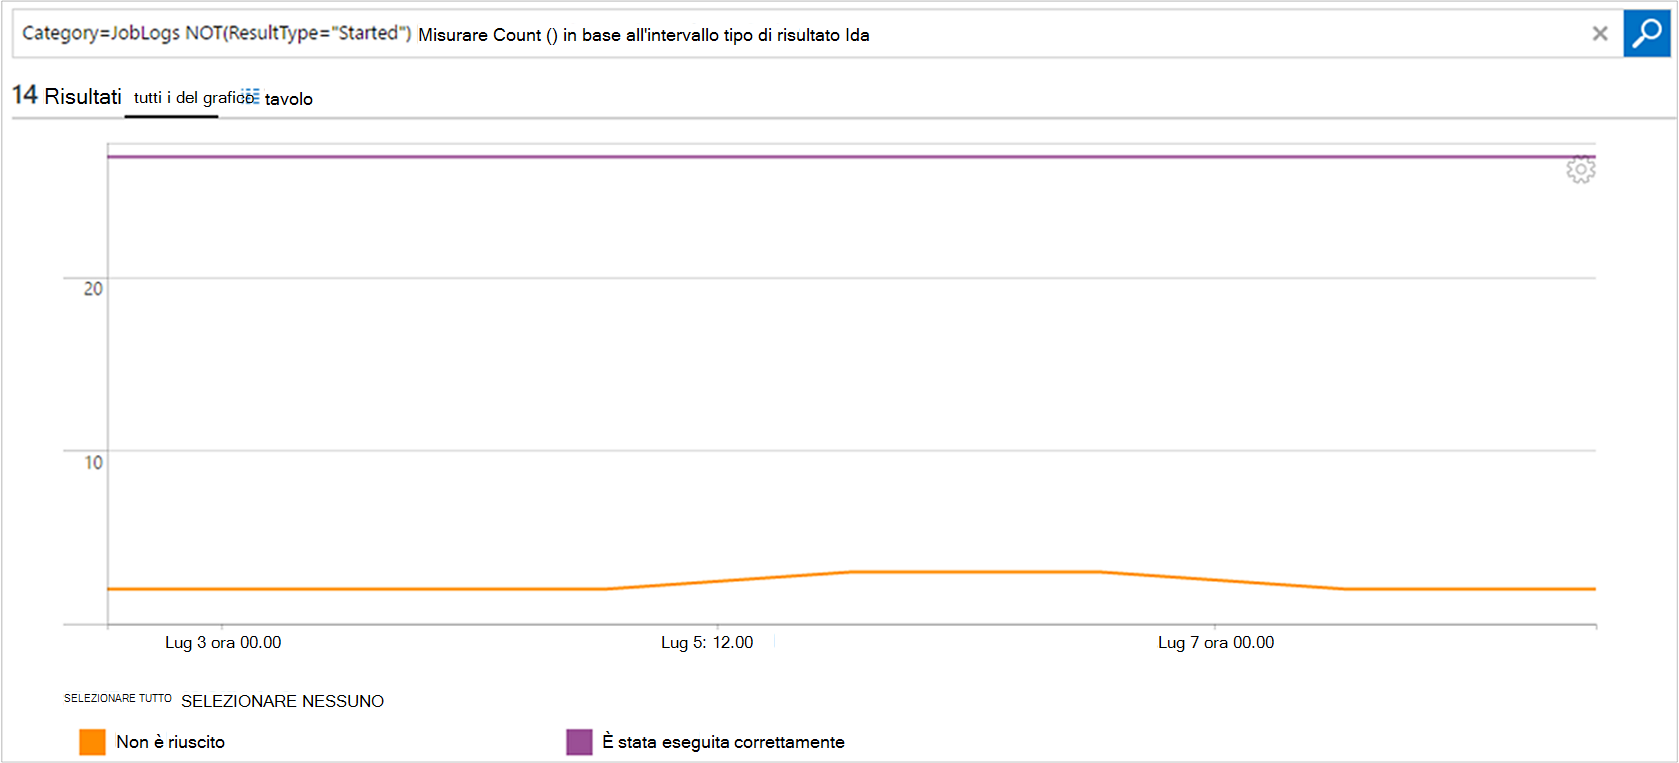 Category=JobLogs NOT(ResultType="Started") Misurare Count () in base all'intervallo tipo di risultato Ida
14 Risultati tutti i del grafico tavolo
20
10
Lug 3 ora 00.00 Lug 5: 12.00 Lug 7 ora 00.00
SELEZIONARE TUTTO SELEZIONARE NESSUNO
Non è riuscito È stata eseguita correttamente